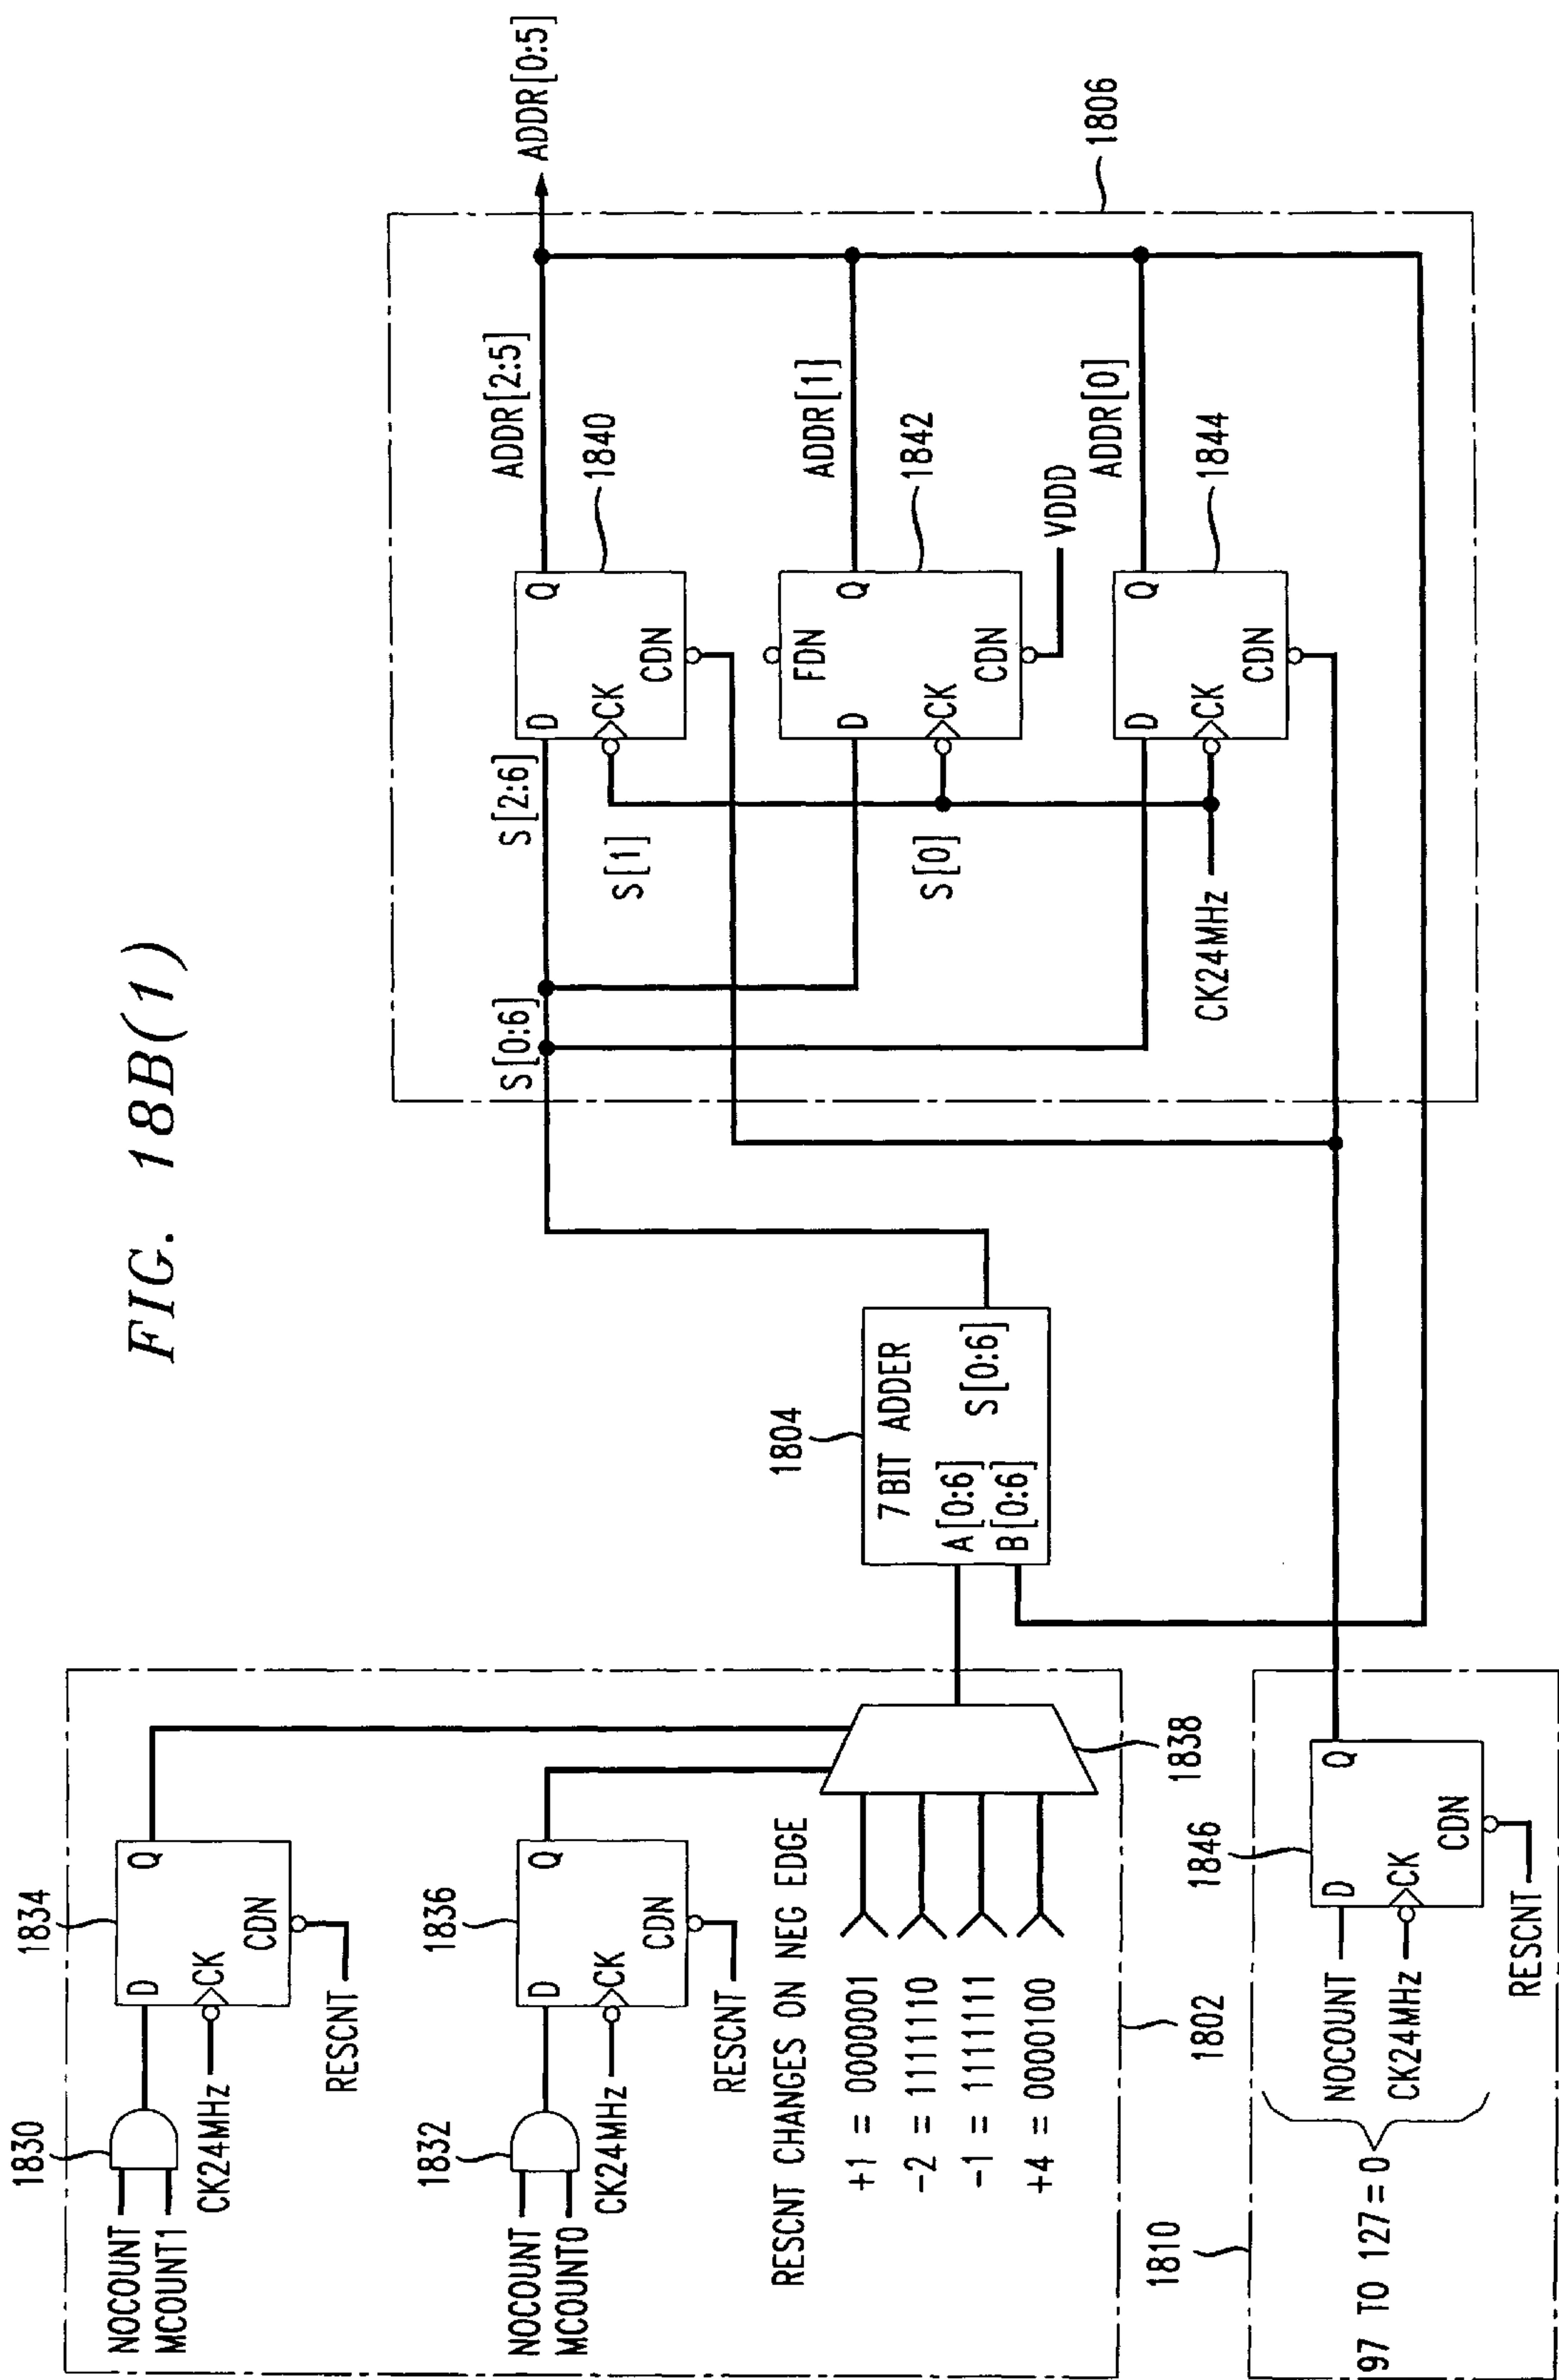 FIG. 18B(1)
1830
NOCOUNT
MCOUNT1
CK24MHz
1834
D
Q
CK
CDN
RESCNT
1832
NOCOUNT
MCOUNT0
CK24MHz
1836
D
Q
CK
CDN
RESCNT
RESCNT CHANGES ON NEG EDGE
+1 = 0000001
-2 = 1111110
-1 = 1111111
+4 = 0000100
1838
1802
1810
97 TO 127=0
NOCOUNT
CK24MHz
1846
D
Q
CK
CDN
RESCNT
1804
7BIT ADDER
A[0:6]
B[0:6]
S[0:6]
S[0:6]
S[2:6]
S[1]
S[0]
CK24MHz
D
Q
CK
CDN
1840
ADDR[2:5]
FDN
D
Q
CK
CDN
1842
VDDD
ADDR[1]
D
Q
CK
CDN
1844
ADDR[0]
1806
ADDR[0:5]